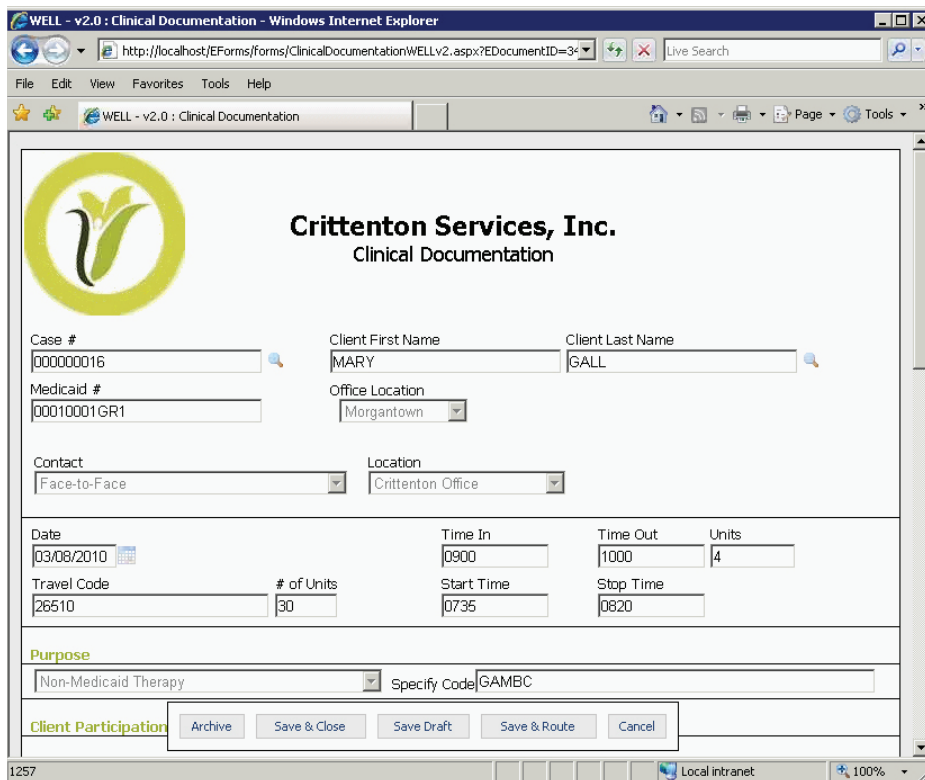 WELL - v2.0 : Clinical Documentation - Windows Internet Explorer
http://localhost/EForms/forms/ClinicalDocumentationWELLv2.aspx?EDocumentID=34
Live Search
File Edit View Favorites Tools Help
WELL - v2.0 : Clinical Documentation
Page Tools »
Crittenton Services, Inc.
Clinical Documentation
Case # Client First Name Client Last Name
000000016 MARY GALL
Medicaid # Office Location
00010001GR1 Morgantown
Contact Location
Face-to-Face Crittenton Office
Date Time In Time Out Units
03/08/2010 0900 1000 4
Travel Code # of Units Start Time Stop Time
26510 30 0735 0820
Purpose
Non-Medicaid Therapy Specify Code GAMBC
Client Participation Archive Save & Close Save Draft Save & Route Cancel
1257 Local intranet 100%